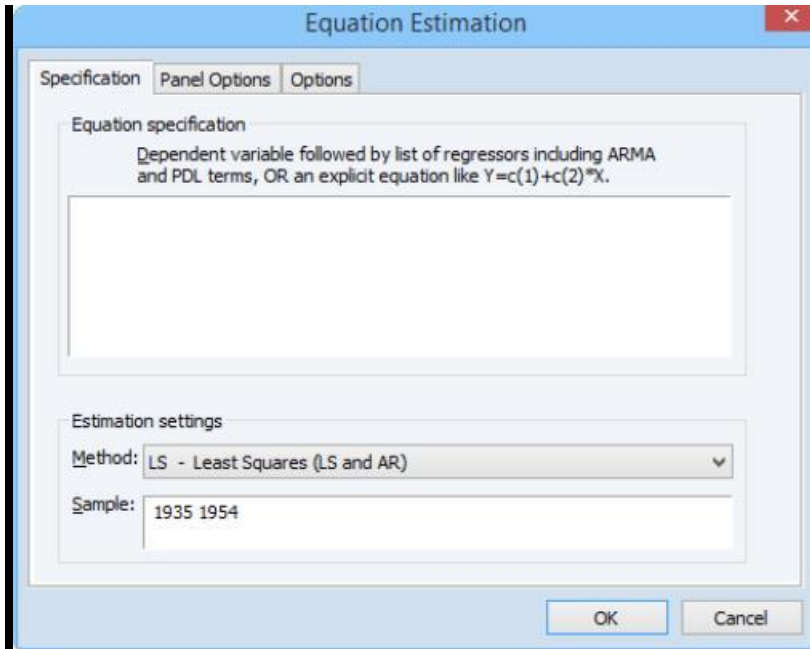 Equation Estimation
Specification Panel Options Options
Equation specification
Dependent variable followed by list of regressors including ARMA
and PDL terms, OR an explicit equation like Y=c(1)+c(2)*X.
Estimation settings
Method: LS - Least Squares (LS and AR)
Sample: 1935 1954
OK Cancel